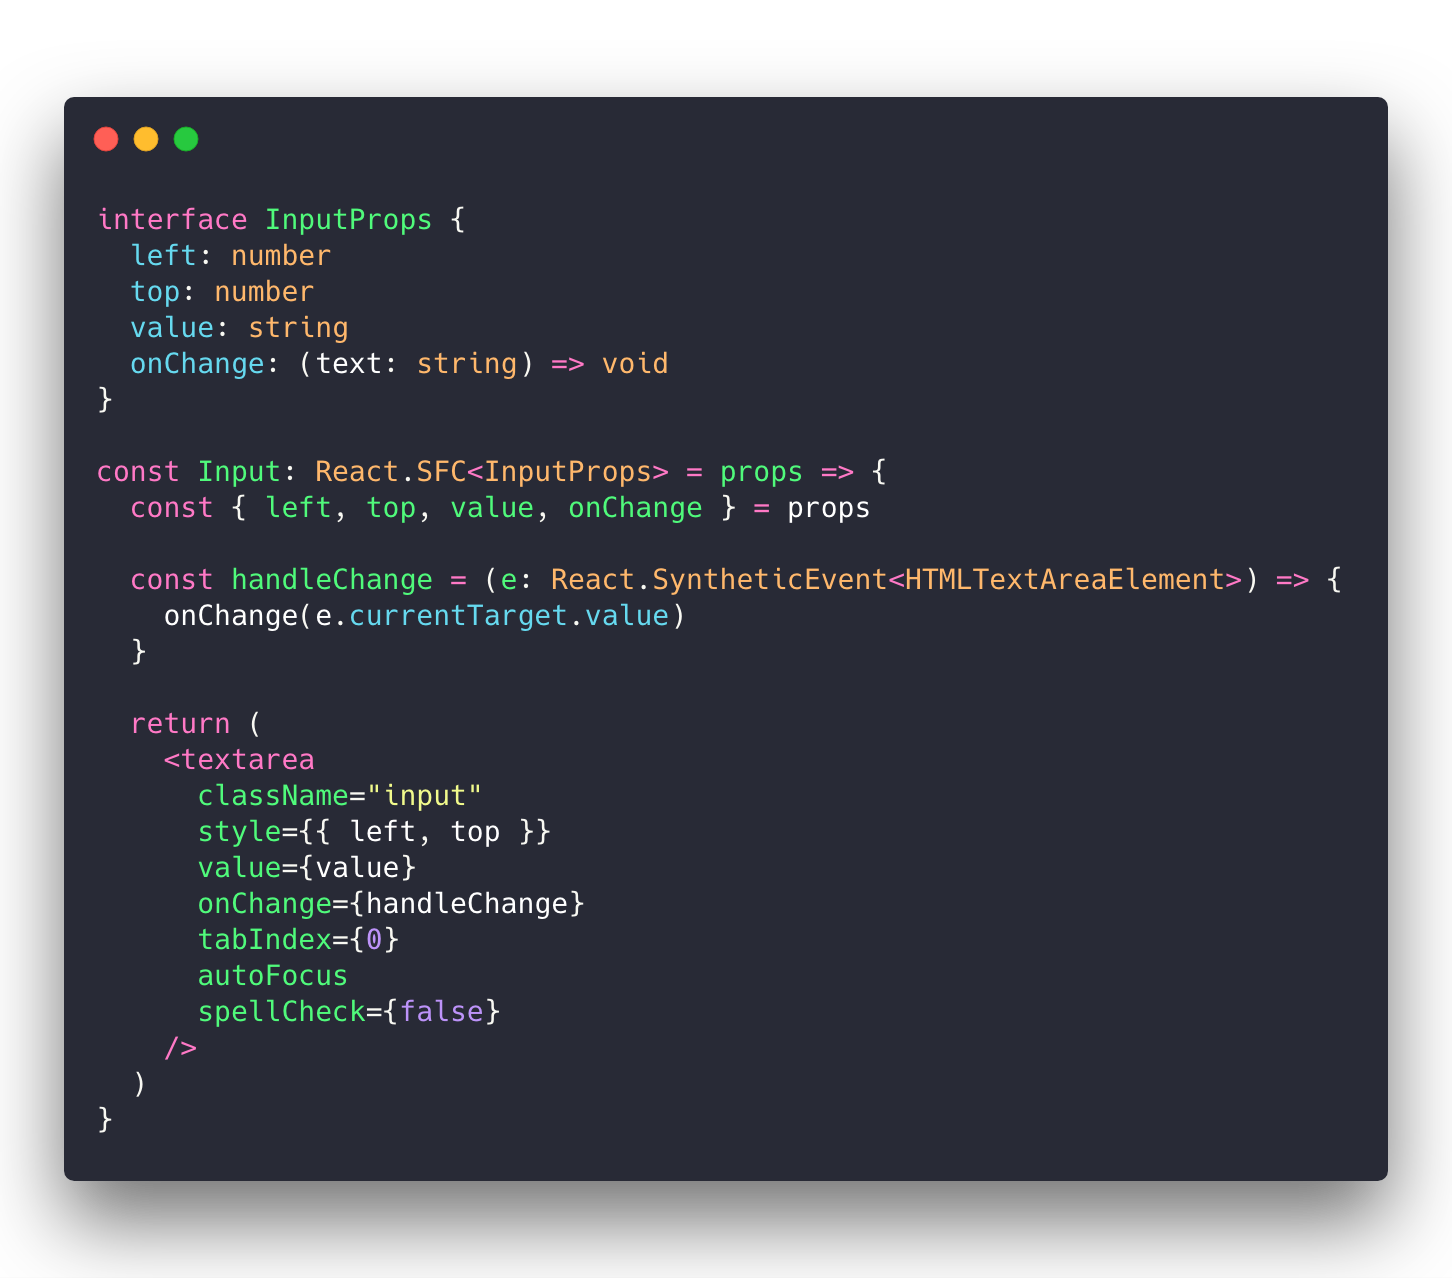 interface InputProps {
  left: number
  top: number
  value: string
  onChange: (text: string) => void
}

const Input: React.SFC<InputProps> = props => {
  const { left, top, value, onChange } = props

  const handleChange = (e: React.SyntheticEvent<HTMLTextAreaElement>) => {
    onChange(e.currentTarget.value)
  }

  return (
    <textarea
      className="input"
      style={{ left, top }}
      value={value}
      onChange={handleChange}
      tabIndex={0}
      autoFocus
      spellCheck={false}
    />
  )
}